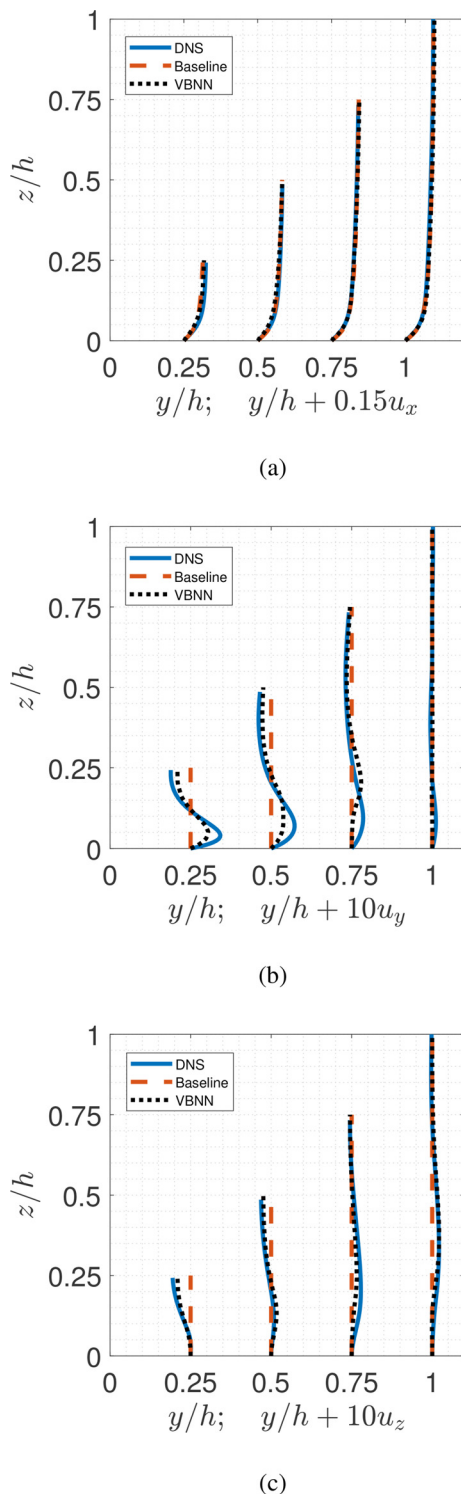 1
DNS
Baseline
VBNN
0.75
z/h
0.5
0.25
0
0 0.25 0.5 0.75 1
y/h; y/h + 0.15u_x
(a)
1
DNS
Baseline
VBNN
0.75
z/h
0.5
0.25
0
0 0.25 0.5 0.75 1
y/h; y/h + 10u_y
(b)
1
DNS
Baseline
VBNN
0.75
z/h
0.5
0.25
0
0 0.25 0.5 0.75 1
y/h; y/h + 10u_z
(c)